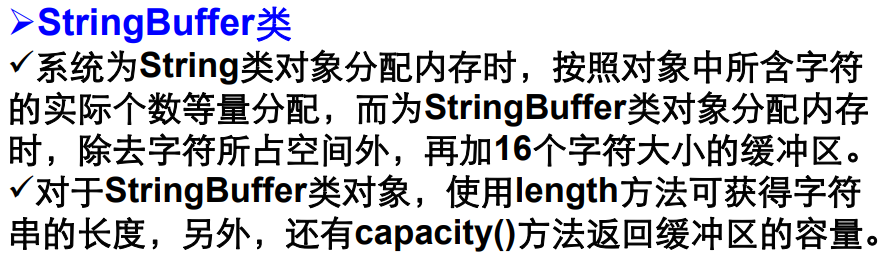 ➢StringBuffer类
✓系统为String类对象分配内存时，按照对象中所含字符
的实际个数等量分配，而为StringBuffer类对象分配内存
时，除去字符所占空间外，再加16个字符大小的缓冲区。
✓对于StringBuffer类对象，使用length方法可获得字符
串的长度，另外，还有capacity()方法返回缓冲区的容量。